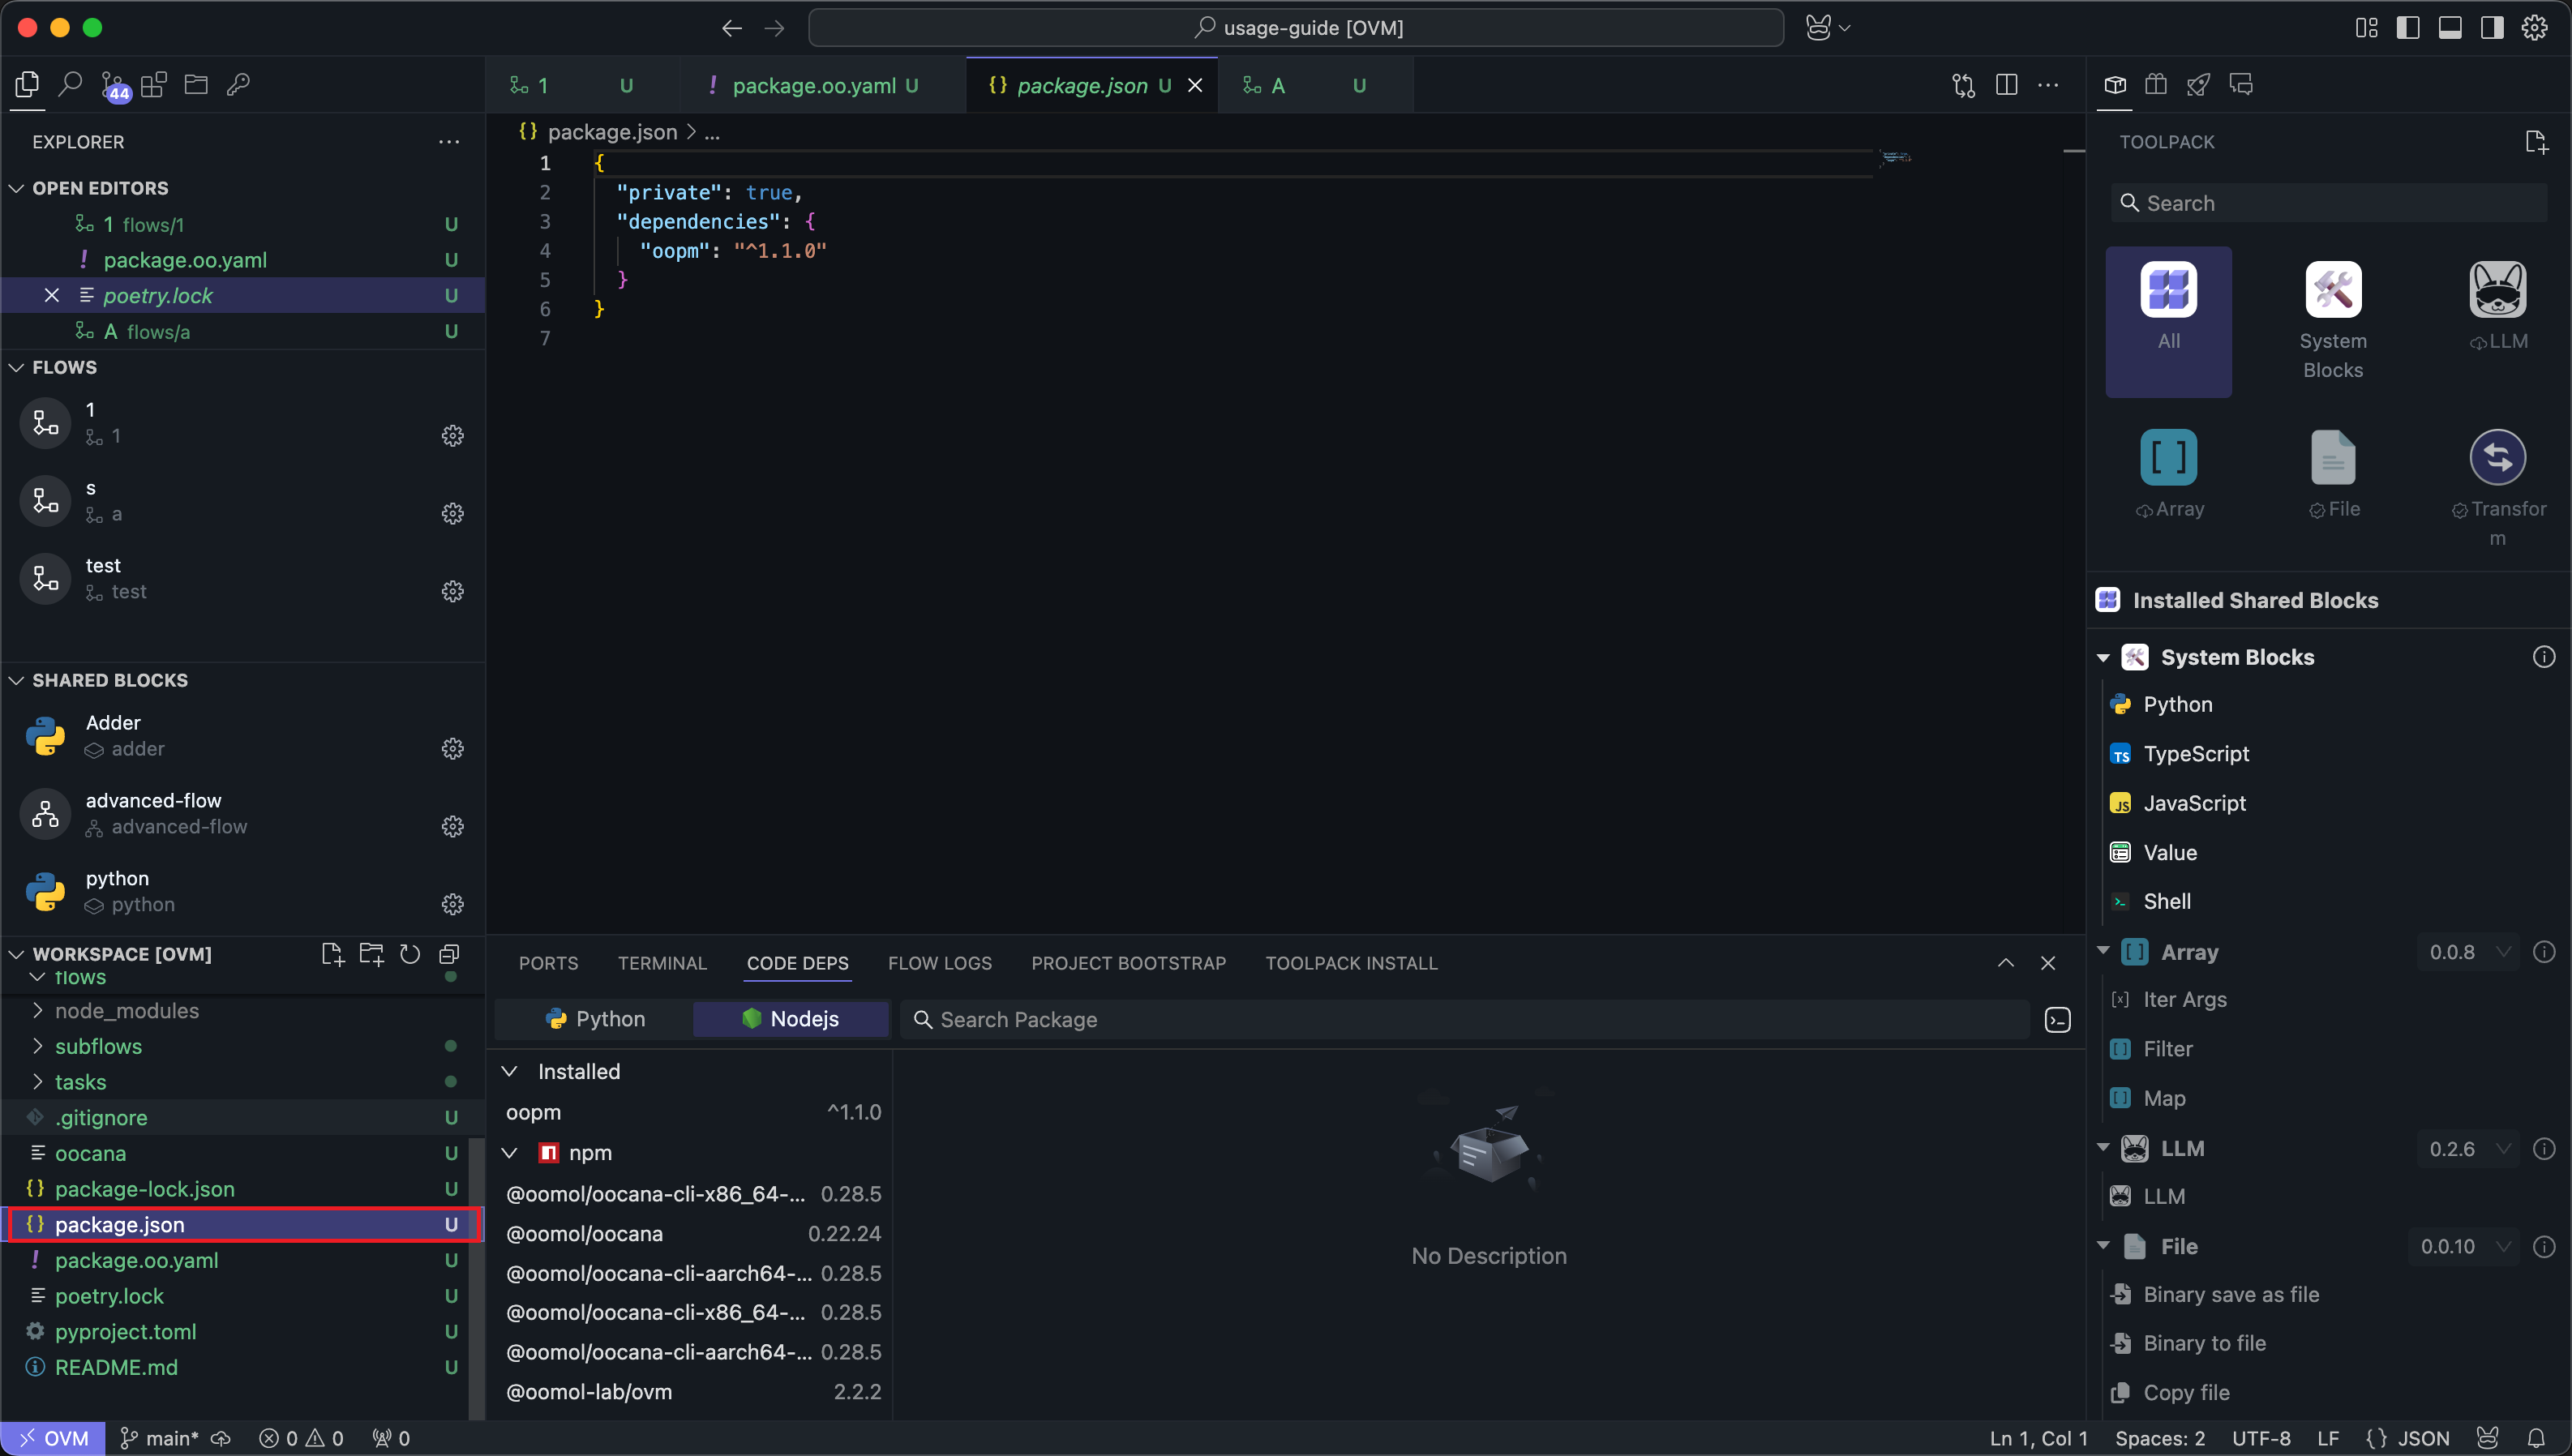 usage-guide [OVM]
44
1 U
! package.oo.yaml U
{} package.json U
A U
EXPLORER
OPEN EDITORS
1 flows/1 U
! package.oo.yaml U
poetry.lock U
A flows/a U
FLOWS
1
1
s
a
test
test
SHARED BLOCKS
Adder
adder
advanced-flow
advanced-flow
python
python
WORKSPACE [OVM]
flows
node_modules
subflows
tasks
.gitignore U
oocana U
{} package-lock.json U
{} package.json U
! package.oo.yaml U
poetry.lock U
pyproject.toml U
README.md U
{} package.json > ...
1 {
2 "private": true,
3 "dependencies": {
4 "oopm": "^1.1.0"
5 }
6 }
7
PORTS TERMINAL CODE DEPS FLOW LOGS PROJECT BOOTSTRAP TOOLPACK INSTALL
Python Nodejs Search Package
Installed
oopm ^1.1.0
npm
@oomol/oocana-cli-x86_64-... 0.28.5
@oomol/oocana 0.22.24
@oomol/oocana-cli-aarch64-... 0.28.5
@oomol/oocana-cli-x86_64-... 0.28.5
@oomol/oocana-cli-aarch64-... 0.28.5
@oomol-lab/ovm 2.2.2
No Description
TOOLPACK
Search
All
System
Blocks
LLM
Array
File
Transfor
m
Installed Shared Blocks
System Blocks
Python
TS TypeScript
JS JavaScript
Value
Shell
Array 0.0.8
Iter Args
Filter
Map
LLM 0.2.6
LLM
File 0.0.10
Binary save as file
Binary to file
Copy file
OVM main* 0 0 0
Ln 1, Col 1 Spaces: 2 UTF-8 LF {} JSON